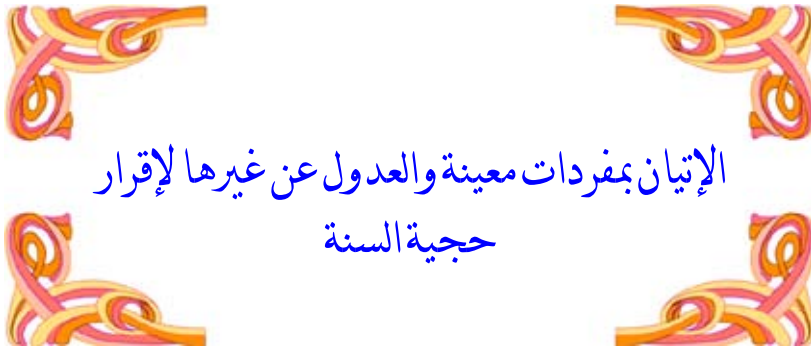 الإتيان بمفردات معينة والعدول عن غيرها لإقرار
حجية السنة